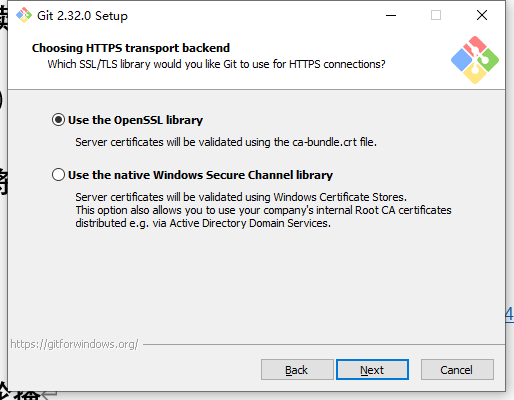 Git 2.32.0 Setup
Choosing HTTPS transport backend
Which SSL/TLS library would you like Git to use for HTTPS connections?
Use the OpenSSL library
Server certificates will be validated using the ca-bundle.crt file.
Use the native Windows Secure Channel library
Server certificates will be validated using Windows Certificate Stores.
This option also allows you to use your company's internal Root CA certificates
distributed e.g. via Active Directory Domain Services.
4
https://gitforwindows.org/
Back Next Cancel